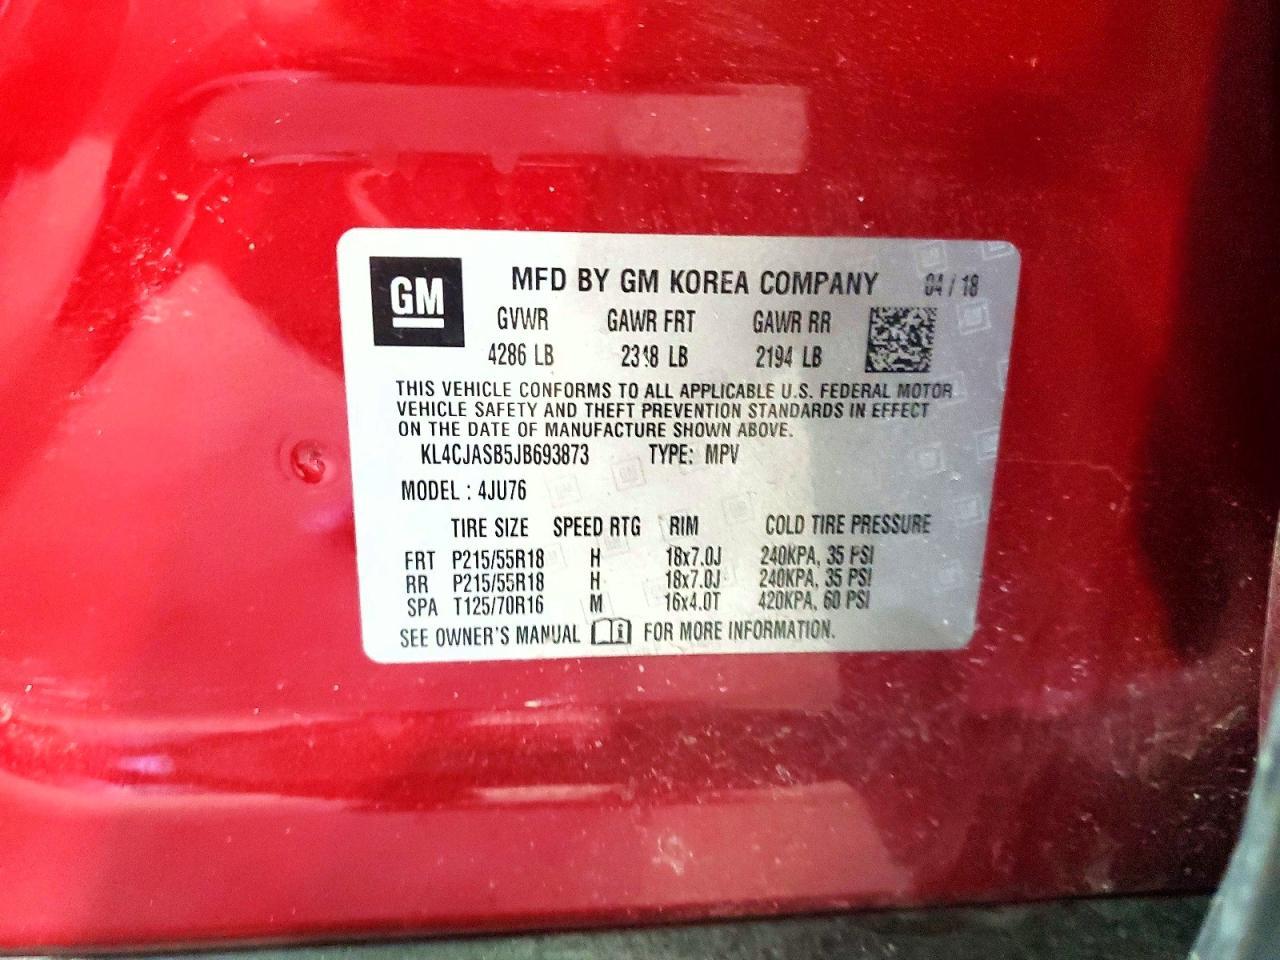 GM
MFD BY GM KOREA COMPANY 04 / 18
GVWR GAWR FRT GAWR RR
4286 LB 2318 LB 2194 LB
THIS VEHICLE CONFORMS TO ALL APPLICABLE U.S. FEDERAL MOTOR
VEHICLE SAFETY AND THEFT PREVENTION STANDARDS IN EFFECT
ON THE DATE OF MANUFACTURE SHOWN ABOVE.
KL4CJASB5JB693873 TYPE: MPV
MODEL : 4JU76
TIRE SIZE SPEED RTG RIM COLD TIRE PRESSURE
FRT P215/55R18 H 18x7.0J 240KPA, 35 PSI
RR P215/55R18 H 18x7.0J 240KPA, 35 PSI
SPA T125/70R16 M 16x4.0T 420KPA, 60 PSI
SEE OWNER'S MANUAL FOR MORE INFORMATION.